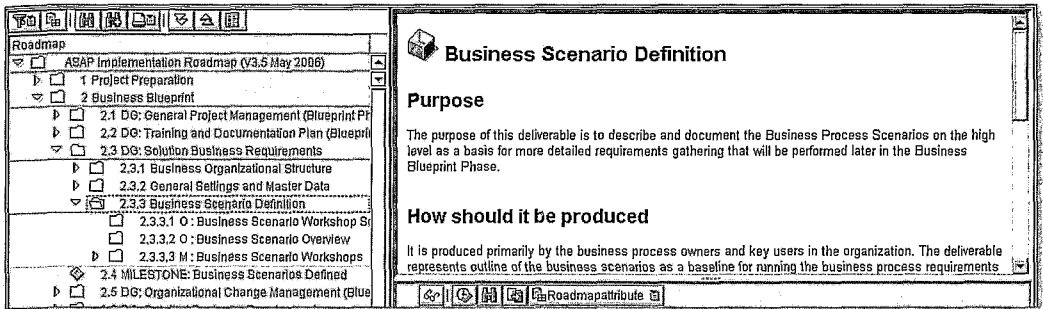 Roadmap
ASAP Implementation Roadmap (V3.5 May 2006)
1 Project Preparation
2 Business Blueprint
2.1 DG: General Project Management (Blueprint Ph
2.2 DG: Training and Documentation Plan (Blueprin
2.3 DG: Solution Business Requirements
2.3.1 Business Organizational Structure
2.3.2 General Settings and Master Data
2.3.3 Business Scenario Definition
2.3.3.1 O : Business Scenario Workshop Sc
2.3.3.2 O : Business Scenario Overview
2.3.3.3 M : Business Scenario Workshops
2.4 MILESTONE: Business Scenarios Defined
2.5 DG: Organizational Change Management (Blue
Business Scenario Definition
Purpose
The purpose of this deliverable is to describe and document the Business Process Scenarios on the high
level as a basis for more detailed requirements gathering that will be performed later in the Business
Blueprint Phase.
How should it be produced
It is produced primarily by the business process owners and key users in the organization. The deliverable
represents outline of the business scenarios as a baseline for running the business process requirements
Roadmapattribute